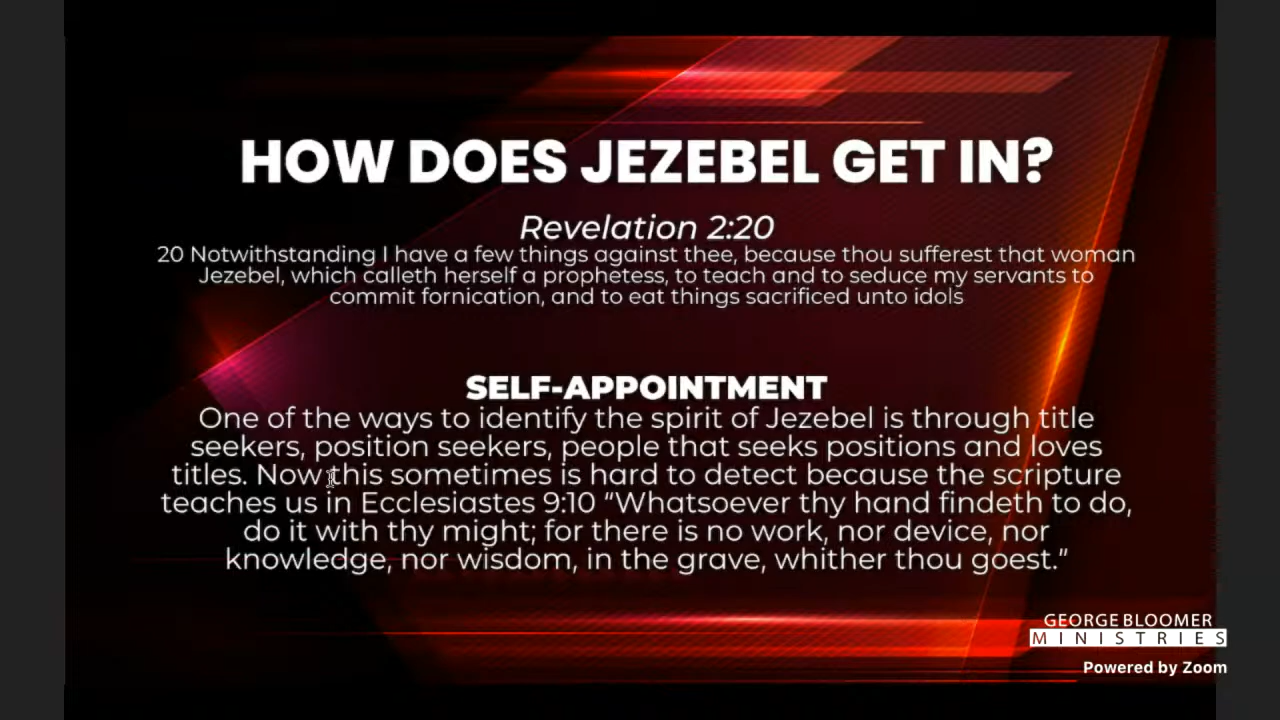 HOW DOES JEZEBEL GET IN?
Revelation 2:20
20 Notwithstanding I have a few things against thee, because thou sufferest that woman
Jezebel, which calleth herself a prophetess, to teach and to seduce my servants to
commit fornication, and to eat things sacrificed unto idols
SELF-APPOINTMENT
One of the ways to identify the spirit of Jezebel is through title
seekers, position seekers, people that seeks positions and loves
titles. Now this sometimes is hard to detect because the scripture
teaches us in Ecclesiastes 9:10 “Whatsoever thy hand findeth to do,
do it with thy might; for there is no work, nor device, nor
knowledge, nor wisdom, in the grave, whither thou goest.”
GEORGE BLOOMER
MINISTRIES
Powered by Zoom